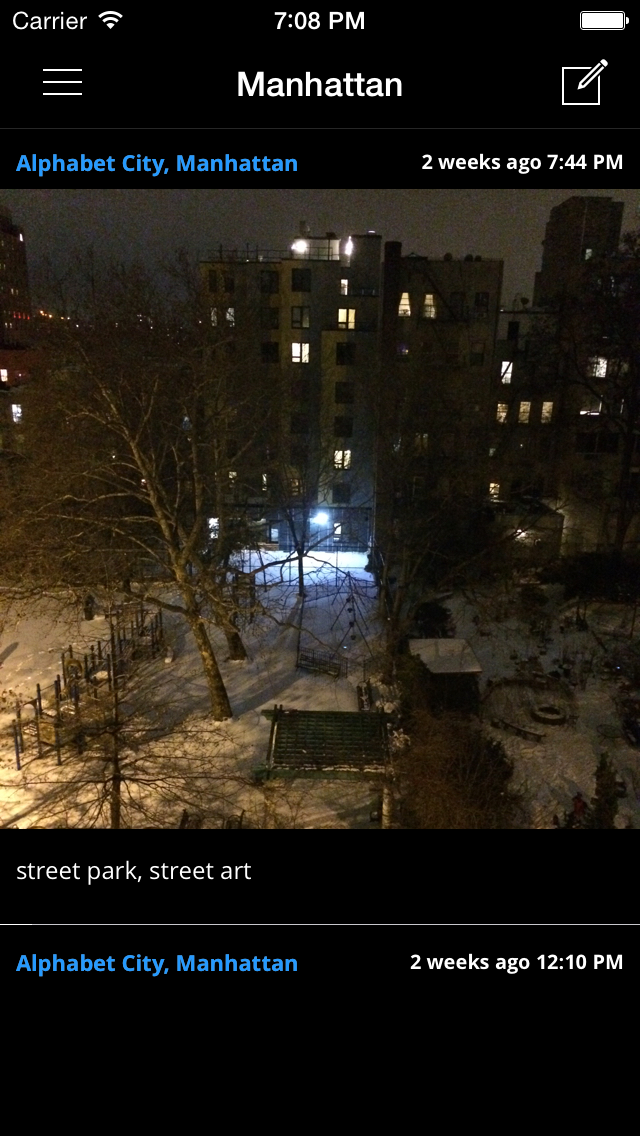 Carrier 7:08 PM
Manhattan
Alphabet City, Manhattan 2 weeks ago 7:44 PM
street park, street art
Alphabet City, Manhattan 2 weeks ago 12:10 PM